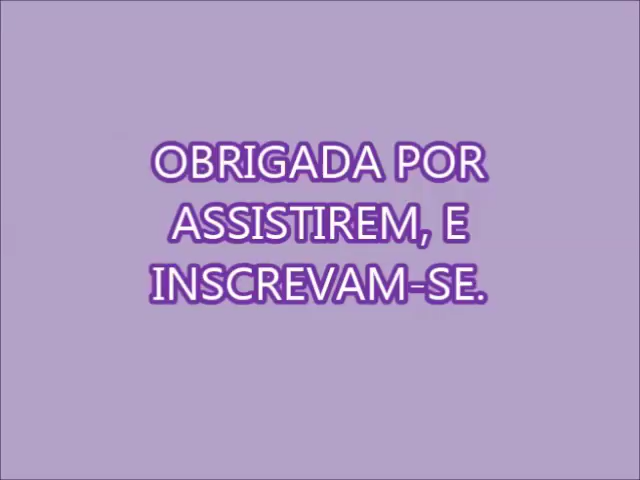 OBRIGADA POR
ASSISTIREM, E
INSCREVAM-SE.